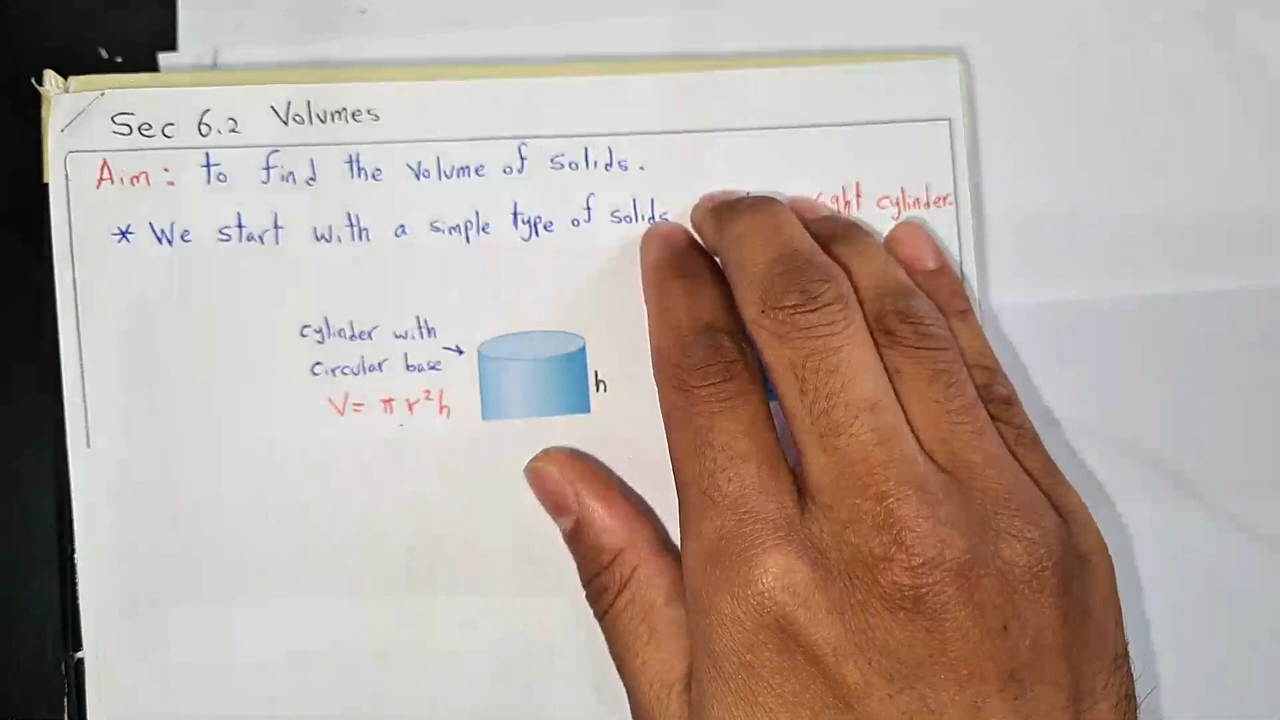 Sec 6.2 Volumes
Aim: to find the volume of solids.
* We start with a simple type of solids cylinder.
cylinder with
circular base
V = πr²h
h